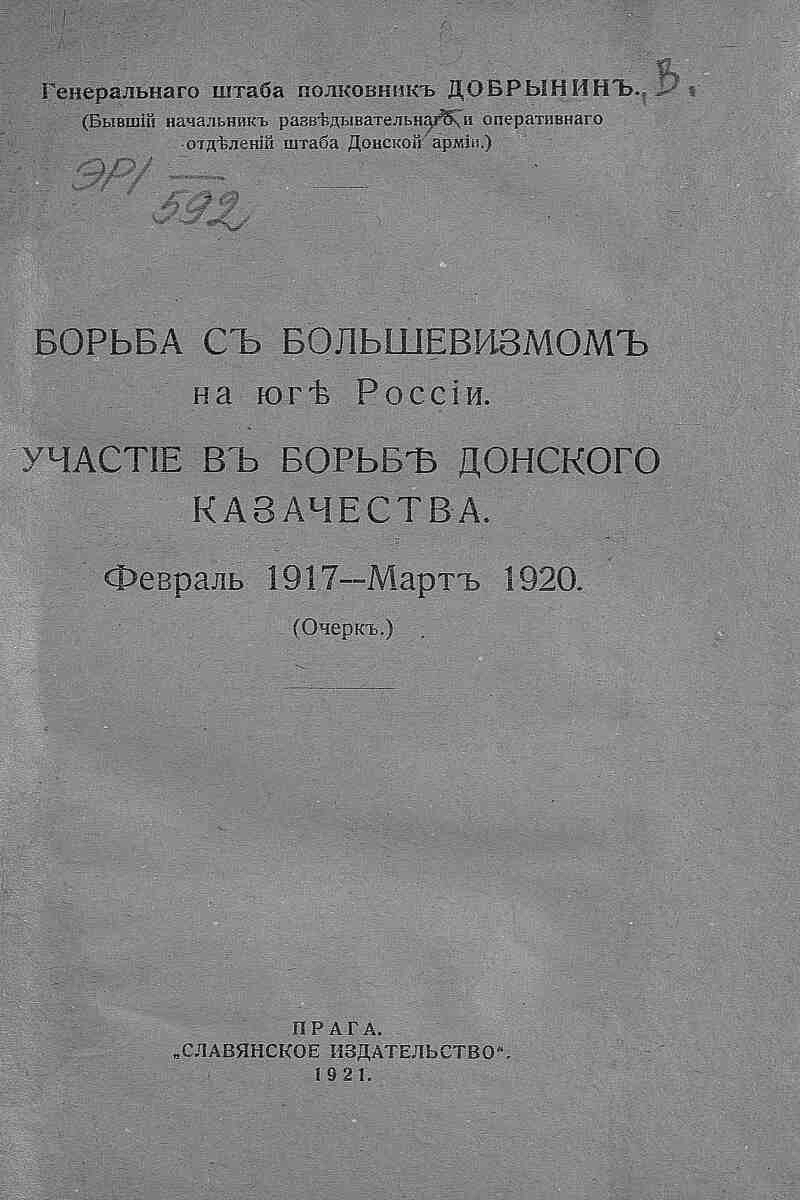 Генеральнаго штаба полковникъ ДОБРЫНИНЪ., В.
(Бывшій начальникъ развѣдывательнаго и оперативнаго
отдѣленій штаба Донской арміи.)
ЭР/—
592
БОРЬБА СЪ БОЛЬШЕВИЗМОМЪ
на югѣ Россіи.
УЧАСТІЕ ВЪ БОРЬБѢ ДОНСКОГО
КАЗАЧЕСТВА.
Февраль 1917—Мартъ 1920.
(Очеркъ.)
ПРАГА.
„СЛАВЯНСКОЕ ИЗДАТЕЛЬСТВО“.
1921.